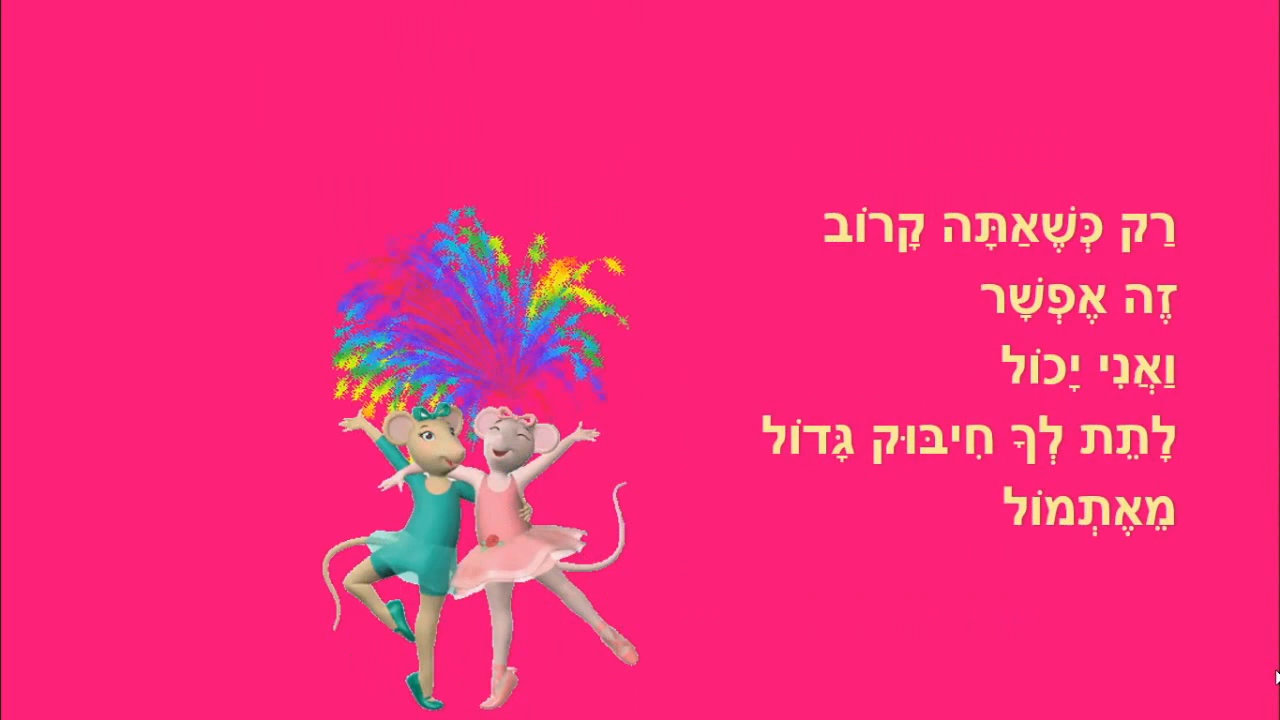 רַק כְּשֶׁאַתָּה קָרוֹב
זֶה אֶפְשָׁר
וַאֲנִי יָכוֹל
לָתֵת לְךָ חִיבּוּק גָּדוֹל
מֵאֶתְמוֹל